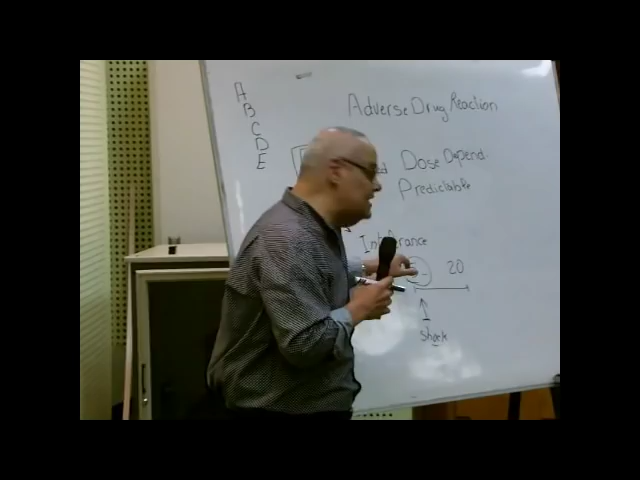 A
B
C
D
E
Adverse Drug Reaction
Dose Depend.
Predictable
Intolerance
20
shock